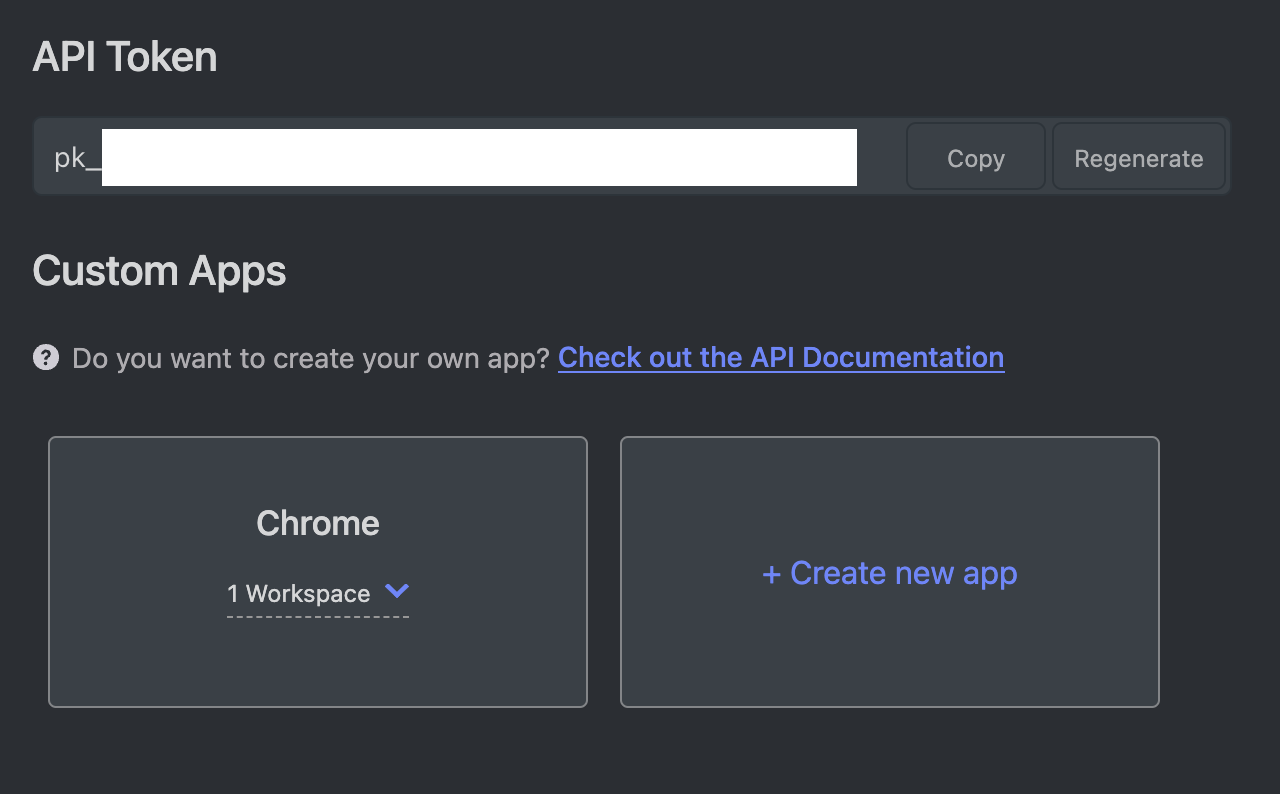 API Token
pk_
Copy
Regenerate
Custom Apps
? Do you want to create your own app? Check out the API Documentation
Chrome
1 Workspace
+ Create new app